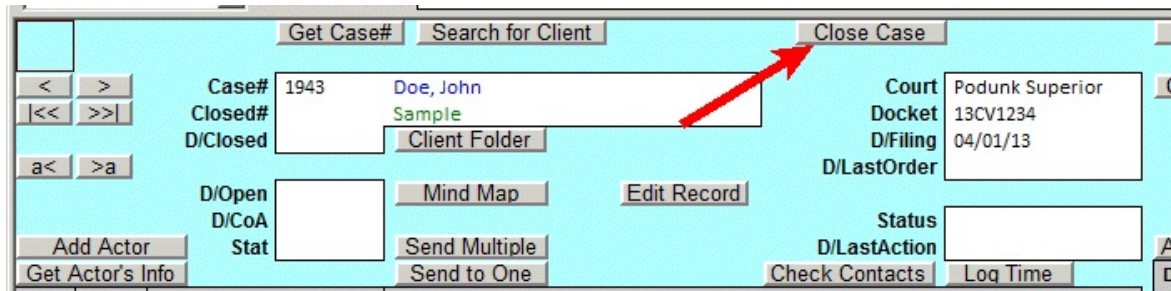 Get Case# Search for Client Close Case
< > Case# 1943 Doe, John Court Podunk Superior
|<< >>| Closed# Sample Docket 13CV1234
D/Closed Client Folder D/Filing 04/01/13
a< >a D/LastOrder
D/Open Mind Map Edit Record
D/CoA Status
Add Actor Stat Send Multiple D/LastAction
Get Actor's Info Send to One Check Contacts Log Time